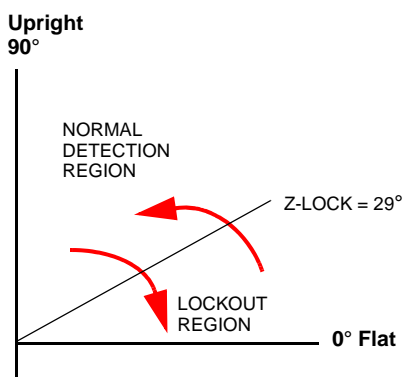 Upright
90°
NORMAL
DETECTION
REGION
Z-LOCK = 29°
LOCKOUT
REGION
0° Flat